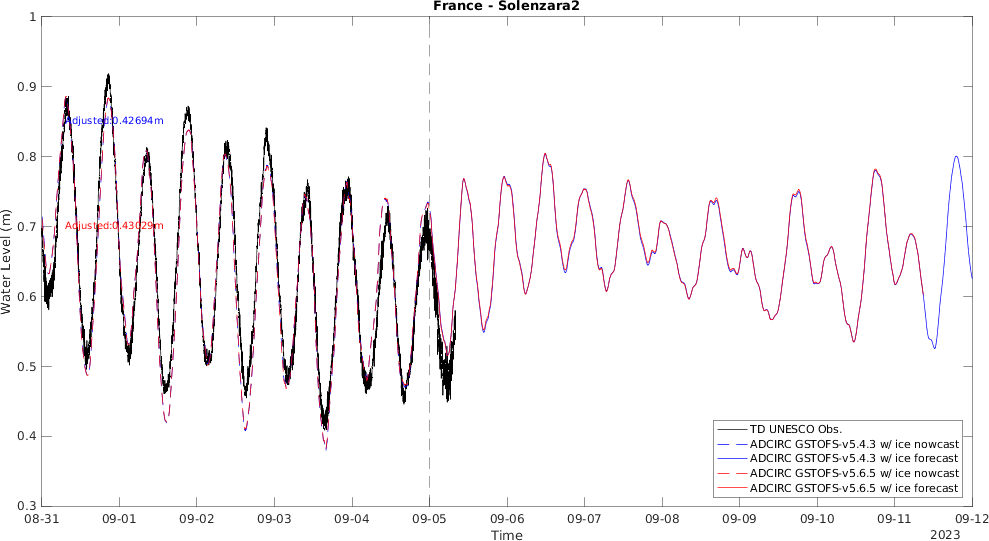 France - Solenzara2
1
0.9
0.8
0.7
0.6
0.5
0.4
0.3
Water Level (m)
Adjusted:0.42694m
Adjusted:0.43029m
TD UNESCO Obs.
ADCIRC GSTOFS-v5.4.3 w/ ice nowcast
ADCIRC GSTOFS-v5.4.3 w/ ice forecast
ADCIRC GSTOFS-v5.6.5 w/ ice nowcast
ADCIRC GSTOFS-v5.6.5 w/ ice forecast
08-31 09-01 09-02 09-03 09-04 09-05 09-06 09-07 09-08 09-09 09-10 09-11 09-12
Time
2023